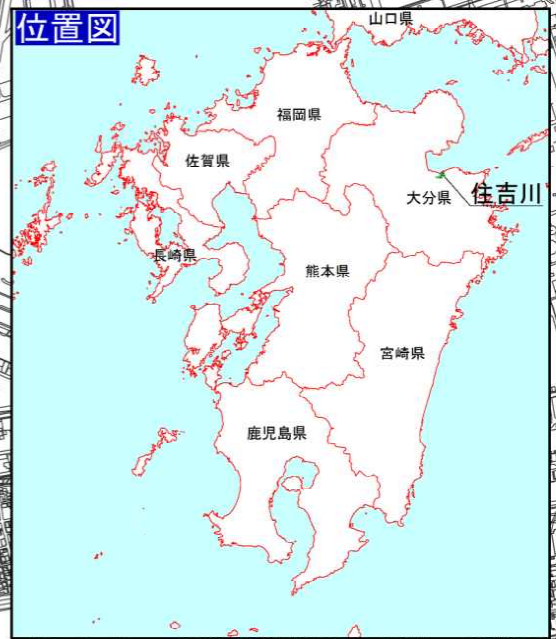 位置図
山口県
福岡県
佐賀県
大分県
住吉川
長崎県
熊本県
宮崎県
鹿児島県